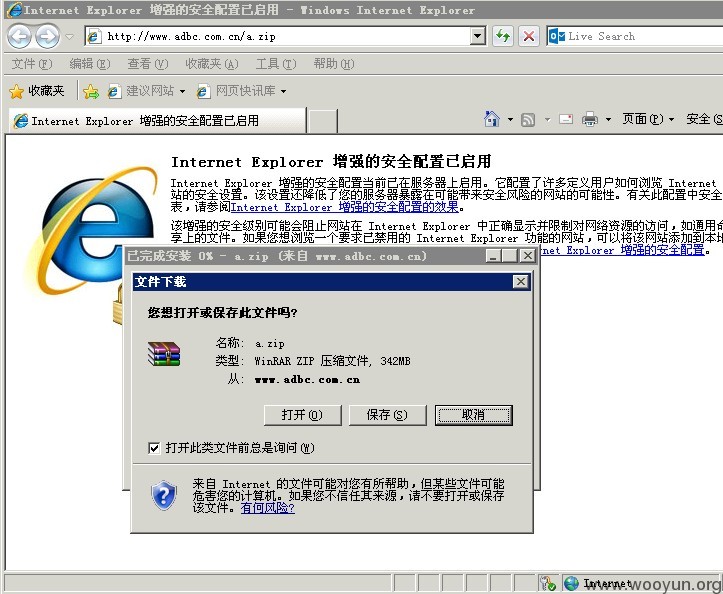 Internet Explorer 增强的安全配置已启用 - Windows Internet Explorer
http://www.adbc.com.cn/a.zip
Live Search
文件(F) 编辑(E) 查看(V) 收藏夹(A) 工具(T) 帮助(H)
收藏夹 建议网站 网页快讯库
Internet Explorer 增强的安全配置已启用
页面(P) 安全(S
Internet Explorer 增强的安全配置已启用
Internet Explorer 增强的安全配置当前已在服务器上启用。它配置了许多定义用户如何浏览 Internet
站的安全设置。该设置还降低了您的服务器暴露在可能带来安全风险的网站的可能性。有关此配置中安全
表，请参阅Internet Explorer 增强的安全配置的效果。
该增强的安全级别可能会阻止网站在 Internet Explorer 中正确显示并限制对网络资源的访问，如通用命
享上的文件。如果您想浏览一个要求已禁用的 Internet Explorer 功能的网站，可以将该网站添加到本地
net Explorer 增强的安全配置。
已完成安装 0% - a.zip (来自 www.adbc.com.cn)
文件下载
您想打开或保存此文件吗?
名称: a.zip
类型: WinRAR ZIP 压缩文件, 342MB
从: www.adbc.com.cn
打开(O) 保存(S) 取消
打开此类文件前总是询问(W)
来自 Internet 的文件可能对您有所帮助，但某些文件可能
危害您的计算机。如果您不信任其来源，请不要打开或保存
该文件。有何风险?
Internet
www.wooyun.org